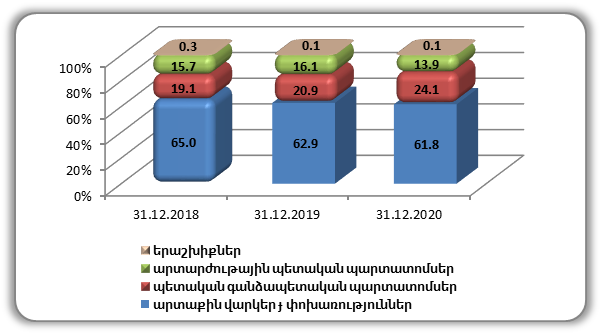 0.3 0.1 0.1
100% 15.7 16.1 13.9
80% 19.1 20.9 24.1
60%
40% 65.0 62.9 61.8
20%
0%
31.12.2018 31.12.2019 31.12.2020
երաշխիքներ
արտարժութային պետական պարտատոմսեր
պետական գանձապետական պարտատոմսեր
արտաքին վարկեր և փոխառություններ